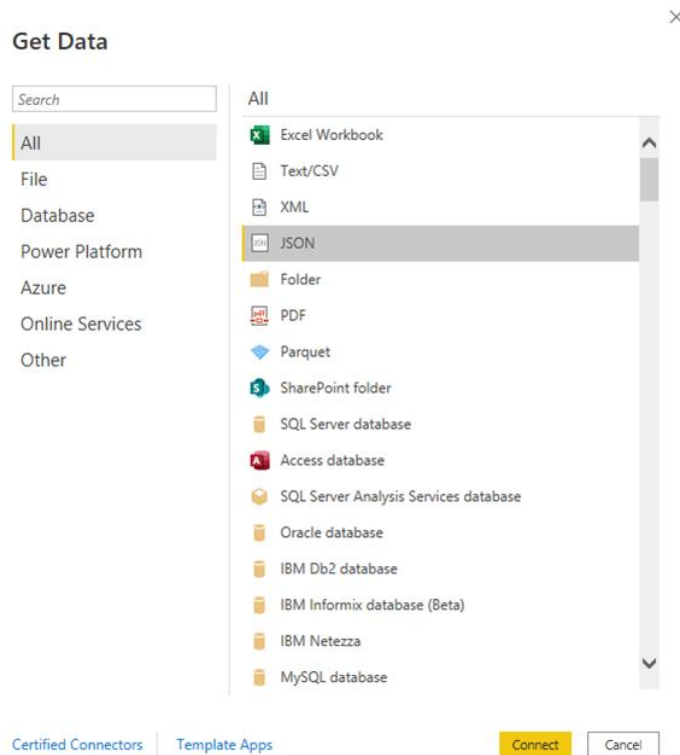 Get Data
Search
All
File
Database
Power Platform
Azure
Online Services
Other
All
Excel Workbook
Text/CSV
XML
JSON
Folder
PDF
Parquet
SharePoint folder
SQL Server database
Access database
SQL Server Analysis Services database
Oracle database
IBM Db2 database
IBM Informix database (Beta)
IBM Netezza
MySQL database
Certified Connectors
Template Apps
Connect
Cancel